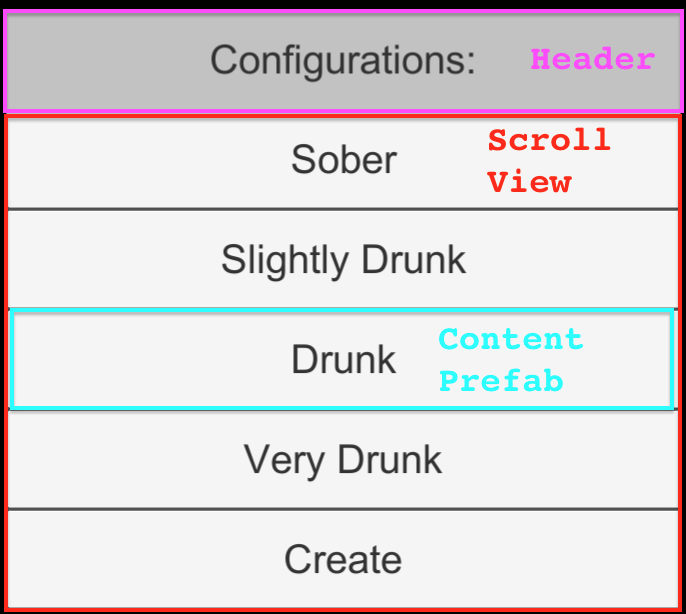 Configurations: Header
Sober
Scroll
View
Slightly Drunk
Drunk
Content
Prefab
Very Drunk
Create